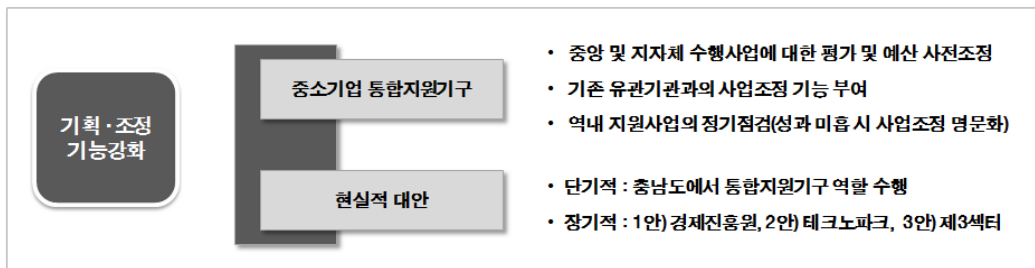 기획·조정
기능강화
중소기업 통합지원기구
• 중앙 및 지자체 수행사업에 대한 평가 및 예산 사전조정
• 기존 유관기관과의 사업조정 기능 부여
• 역내 지원사업의 정기점검(성과 미흡 시 사업조정 명문화)
현실적 대안
• 단기적 : 충남도에서 통합지원기구 역할 수행
• 장기적 : 1안) 경제진흥원, 2안) 테크노파크, 3안) 제3섹터